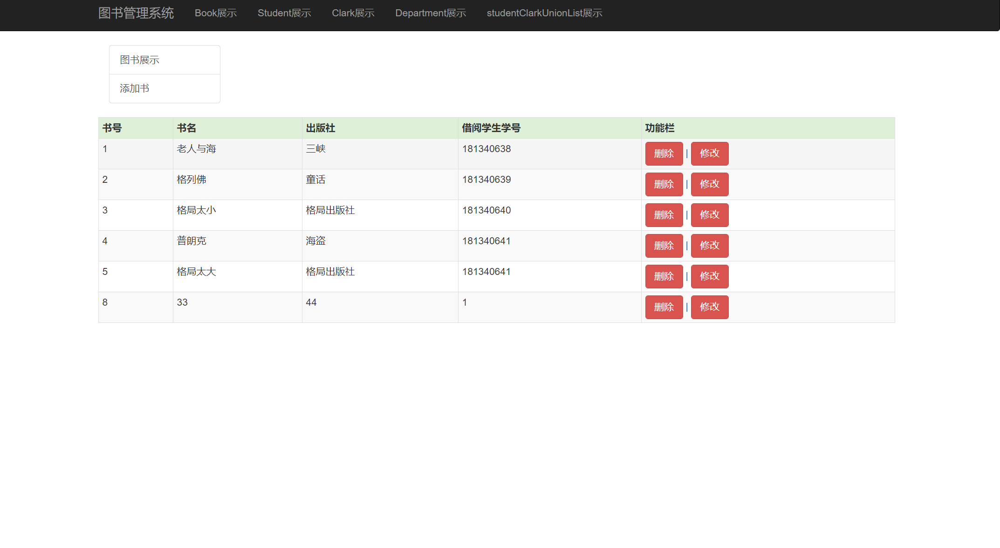 图书管理系统 Book展示 Student展示 Clark展示 Department展示 studentClarkUnionList展示
图书展示
添加书
书号 书名 出版社 借阅学生学号 功能栏
1 老人与海 三峡 181340638 删除 | 修改
2 格列佛 童话 181340639 删除 | 修改
3 格局太小 格局出版社 181340640 删除 | 修改
4 普朗克 海盗 181340641 删除 | 修改
5 格局太大 格局出版社 181340641 删除 | 修改
8 33 44 1 删除 | 修改